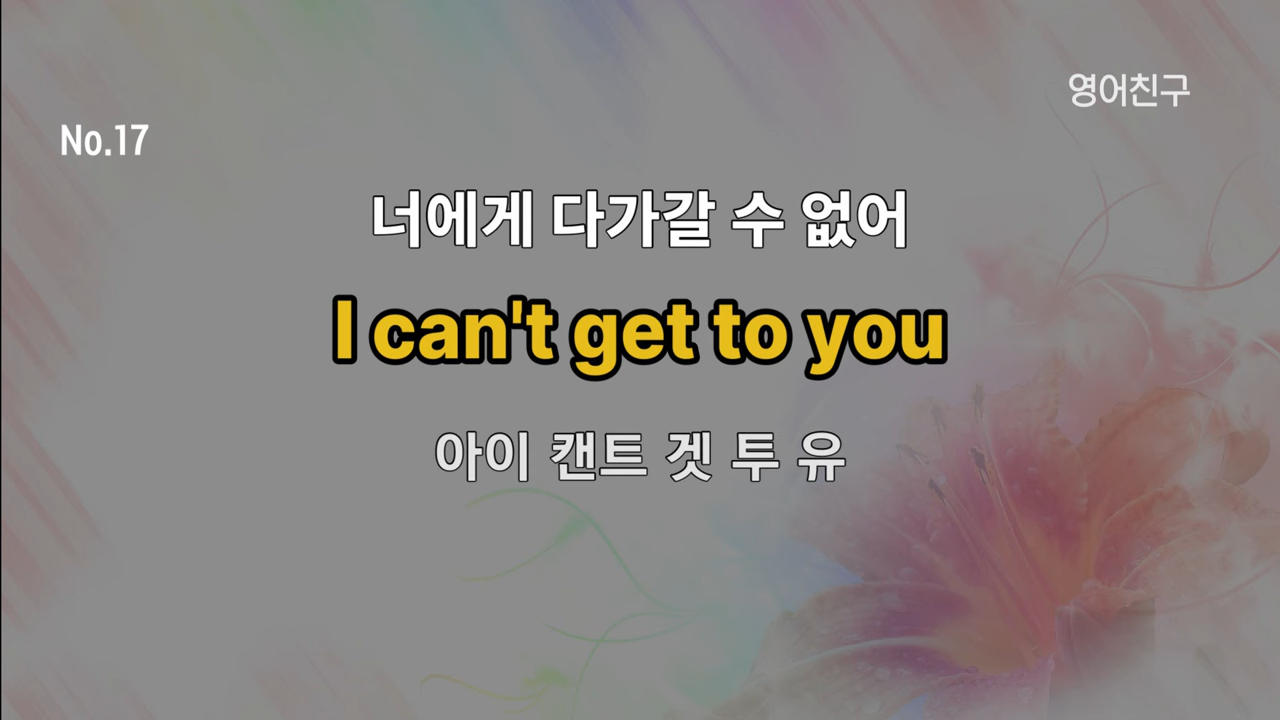 영어친구
No.17
너에게 다가갈 수 없어
I can't get to you
아이 캔트 겟 투 유